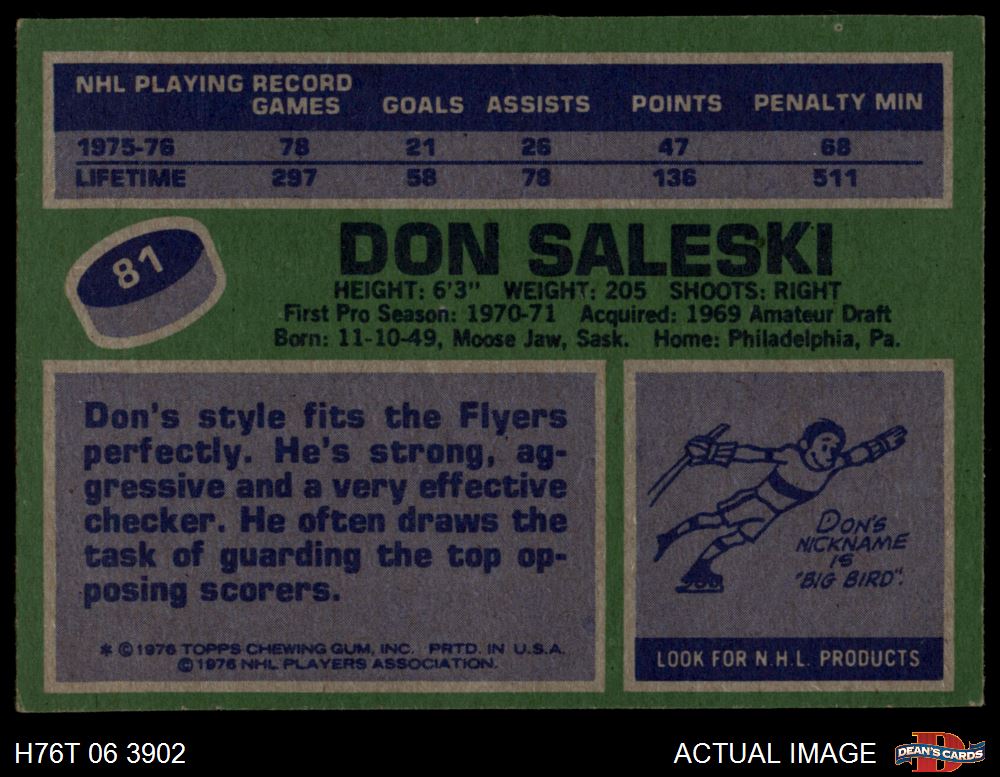 NHL PLAYING RECORD
GAMES GOALS ASSISTS POINTS PENALTY MIN
1975-76 78 21 26 47 68
LIFETIME 297 58 78 136 511
81
DON SALESKI
HEIGHT: 6'3" WEIGHT: 205 SHOOTS: RIGHT
First Pro Season: 1970-71 Acquired: 1969 Amateur Draft
Born: 11-10-49, Moose Jaw, Sask. Home: Philadelphia, Pa.
Don's style fits the Flyers
perfectly. He's strong, ag-
gressive and a very effective
checker. He often draws the
task of guarding the top op-
posing scorers.
* © 1976 TOPPS CHEWING GUM, INC. PRTD. IN U.S.A.
© 1976 NHL PLAYERS ASSOCIATION.
DON'S
NICKNAME
IS
"BIG BIRD".
LOOK FOR N.H.L. PRODUCTS
H76T 06 3902
ACTUAL IMAGE
D
DEAN'S CARDS